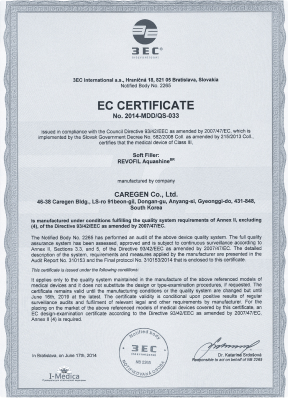 3EC
INTERNATIONAL
3EC International a.s., Hraničná 18, 821 05 Bratislava, Slovakia
Notified Body No. 2265
EC CERTIFICATE
No. 2014-MDD/QS-033
Issued in compliance with the Council Directive 93/42/EEC as amended by 2007/47/EC, which is
implemented by the Slovak Government Decree No. 582/2008 Coll. as amended by 215/2013 Coll.,
certifies that the medical device of Class III,
Soft Filler:
REVOFIL Aquashine
manufactured by company
CAREGEN Co., Ltd.
46-38 Caregen Bldg., LS-ro 91beon-gil, Dongan-gu, Anyang-si, Gyeonggi-do, 431-848,
South Korea
is manufactured under conditions fulfilling the quality system requirements of Annex II, excluding
(4), of the Directive 93/42/EEC as amended by 2007/47/EC.
The Notified Body No. 2265 has performed an audit of the above device quality system. The full quality
assurance system has been assessed, approved and is subject to continuous surveillance according to
Annex II, Sections 3.3, and 5, of the Directive 93/42/EEC as amended by 2007/47/EC. The detailed
description of the system, requirements and measures applied by the manufacturer are presented in the
Audit Report No. 310153 and the Final protocol No. 310153/2014 that is enclosed to this certificate.
This certificate is issued under the following conditions:
It applies only to the quality system maintained in the manufacture of the above referenced models of
medical devices and it does not substitute the design or type-examination procedures, if requested. The
certificate remains valid until the manufacturing conditions or the quality system are changed but until
June 16th, 2019 at the latest. The certificate validity is conditional upon positive results of regular
surveillance audits and fulfilment of relevant legal and other requirements by manufacturer. For the
placing on the market of the above referenced models of medical devices covered by this certificate, an
EC design-examination certificate according to the Directive 93/42/EEC as amended by 2007/47/EC,
Annex II (4) is required.
In Bratislava, on June 17th, 2014
3EC
Dr. Katarína
Responsible to act on behalf of NB 2265
I-Medica